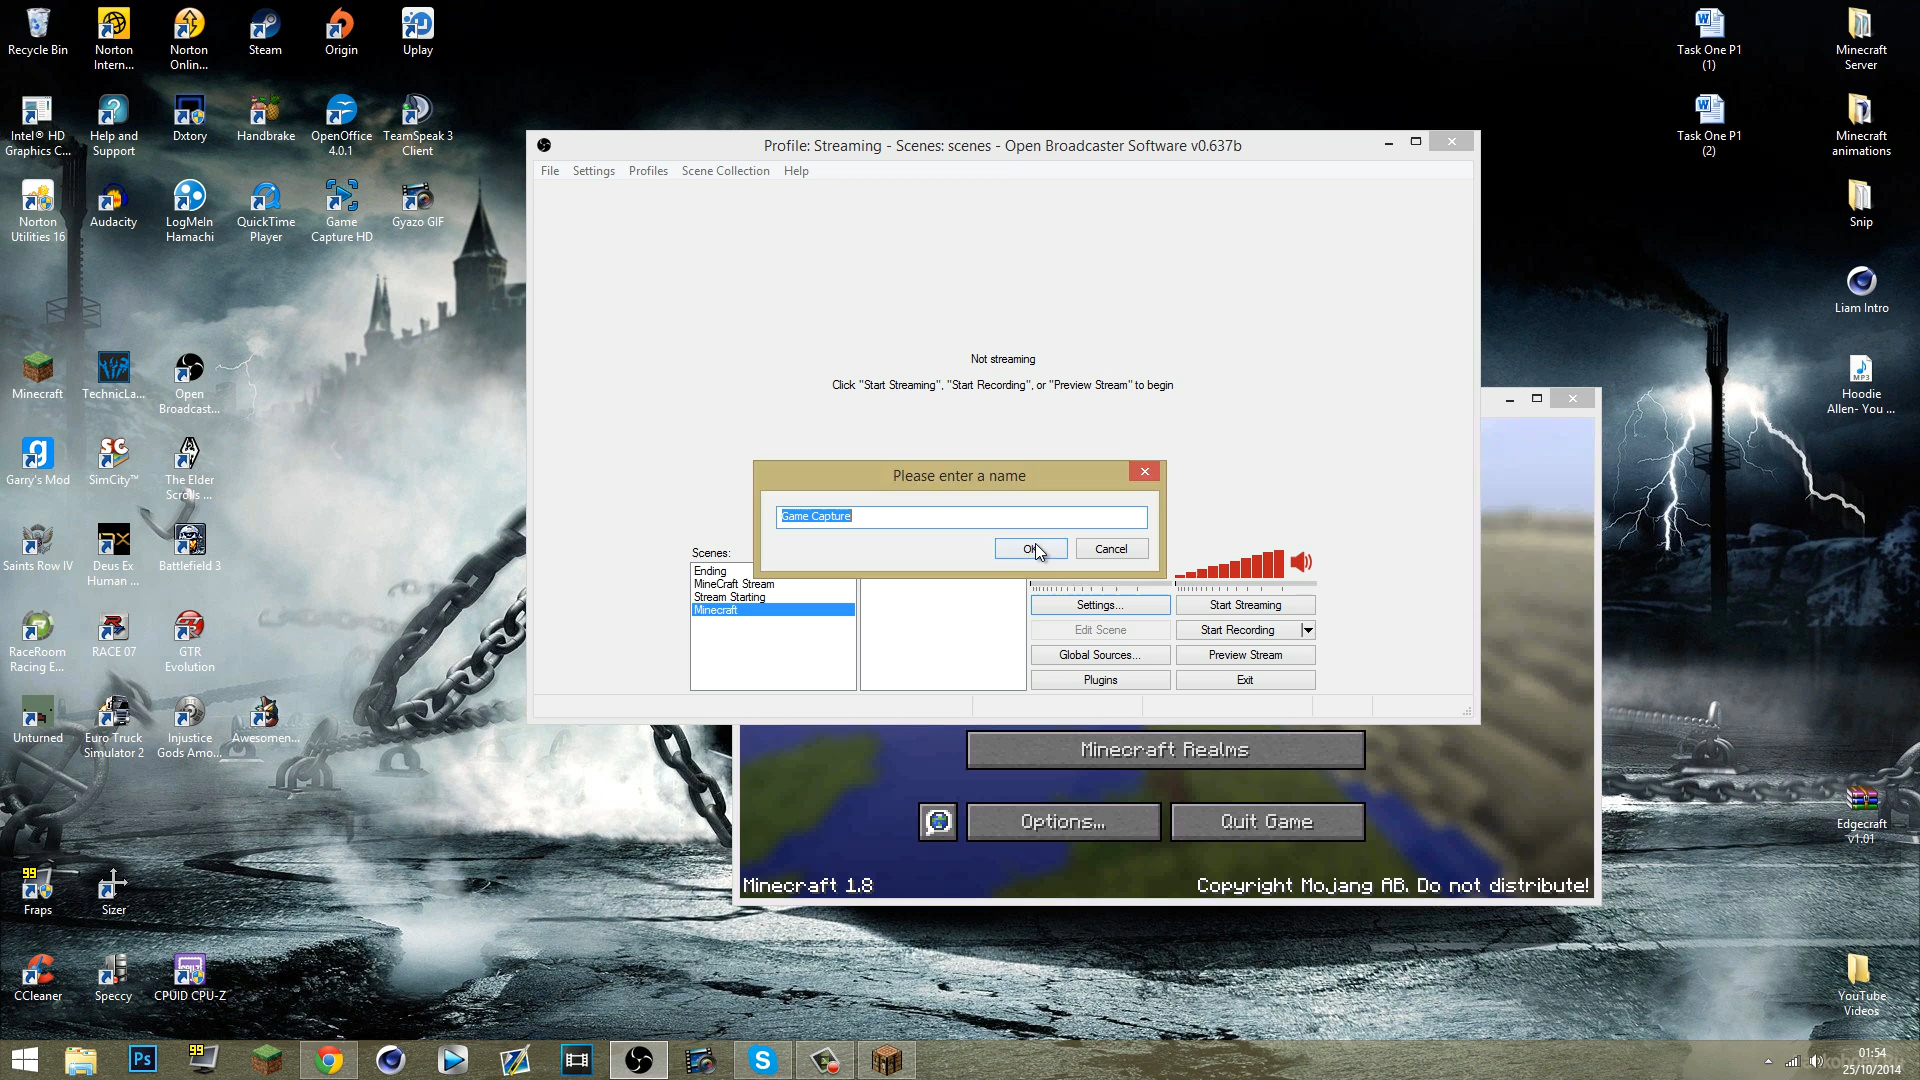 Recycle Bin
Norton
Intern...
Norton
Onlin...
Steam
Origin
Uplay
Task One P1
(1)
Minecraft
Server
Intel® HD
Graphics C...
Help and
Support
Dxtory
Handbrake
OpenOffice
4.0.1
TeamSpeak 3
Client
Task One P1
(2)
Minecraft
animations
Profile: Streaming - Scenes: scenes - Open Broadcaster Software v0.637b
File
Settings
Profiles
Scene Collection
Help
Norton
Utilities 16
Audacity
LogMeIn
Hamachi
QuickTime
Player
Game
Capture HD
Gyazo GIF
Snip
Liam Intro
Not streaming
Click "Start Streaming", "Start Recording", or "Preview Stream" to begin
Minecraft
TechnicLa...
Open
Broadcast...
MP3
Hoodie
Allen- You ...
Garry's Mod
SimCity™
The Elder
Scrolls ...
Please enter a name
Game Capture
OK
Cancel
Saints Row IV
Deus Ex
Human ...
Battlefield 3
Scenes:
Ending
MineCraft Stream
Stream Starting
Minecraft
Settings...
Start Streaming
Edit Scene
Start Recording
Global Sources...
Preview Stream
Plugins
Exit
RaceRoom
Racing E...
RACE 07
GTR
Evolution
Unturned
Euro Truck
Simulator 2
Injustice
Gods Amo...
Awesomen...
Minecraft Realms
Options...
Quit Game
Minecraft 1.8
Copyright Mojang AB. Do not distribute!
Edgecraft
v1.01
99
Fraps
Sizer
CCleaner
Speccy
CPUID CPU-Z
YouTube
Videos
Ps
99
01:54
25/10/2014